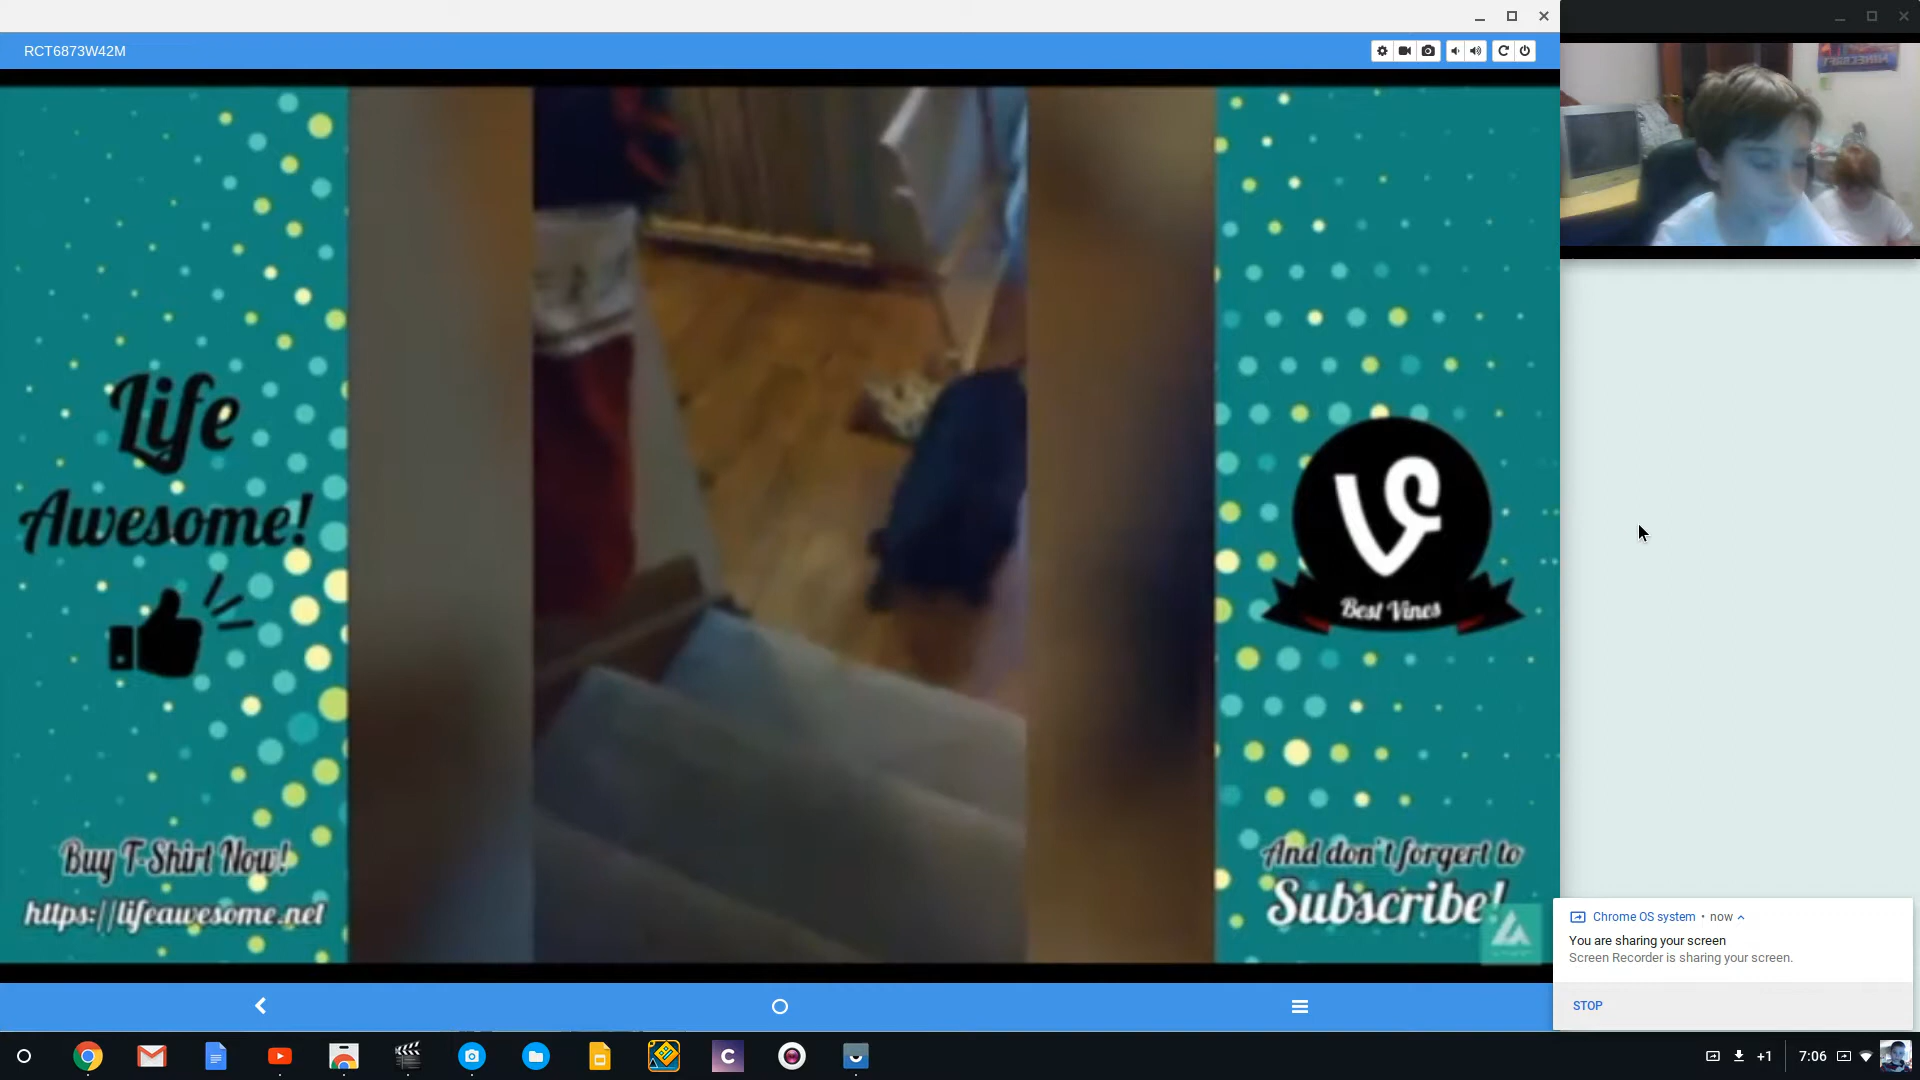 RCT6873W42M
MINECRAFT
Life
Awesome!
Buy T-Shirt Now!
https://lifeawesome.net
Best Vines
And don't forgert to
Subscribe!
Chrome OS system • now
You are sharing your screen
Screen Recorder is sharing your screen.
STOP
C
+1
7:06